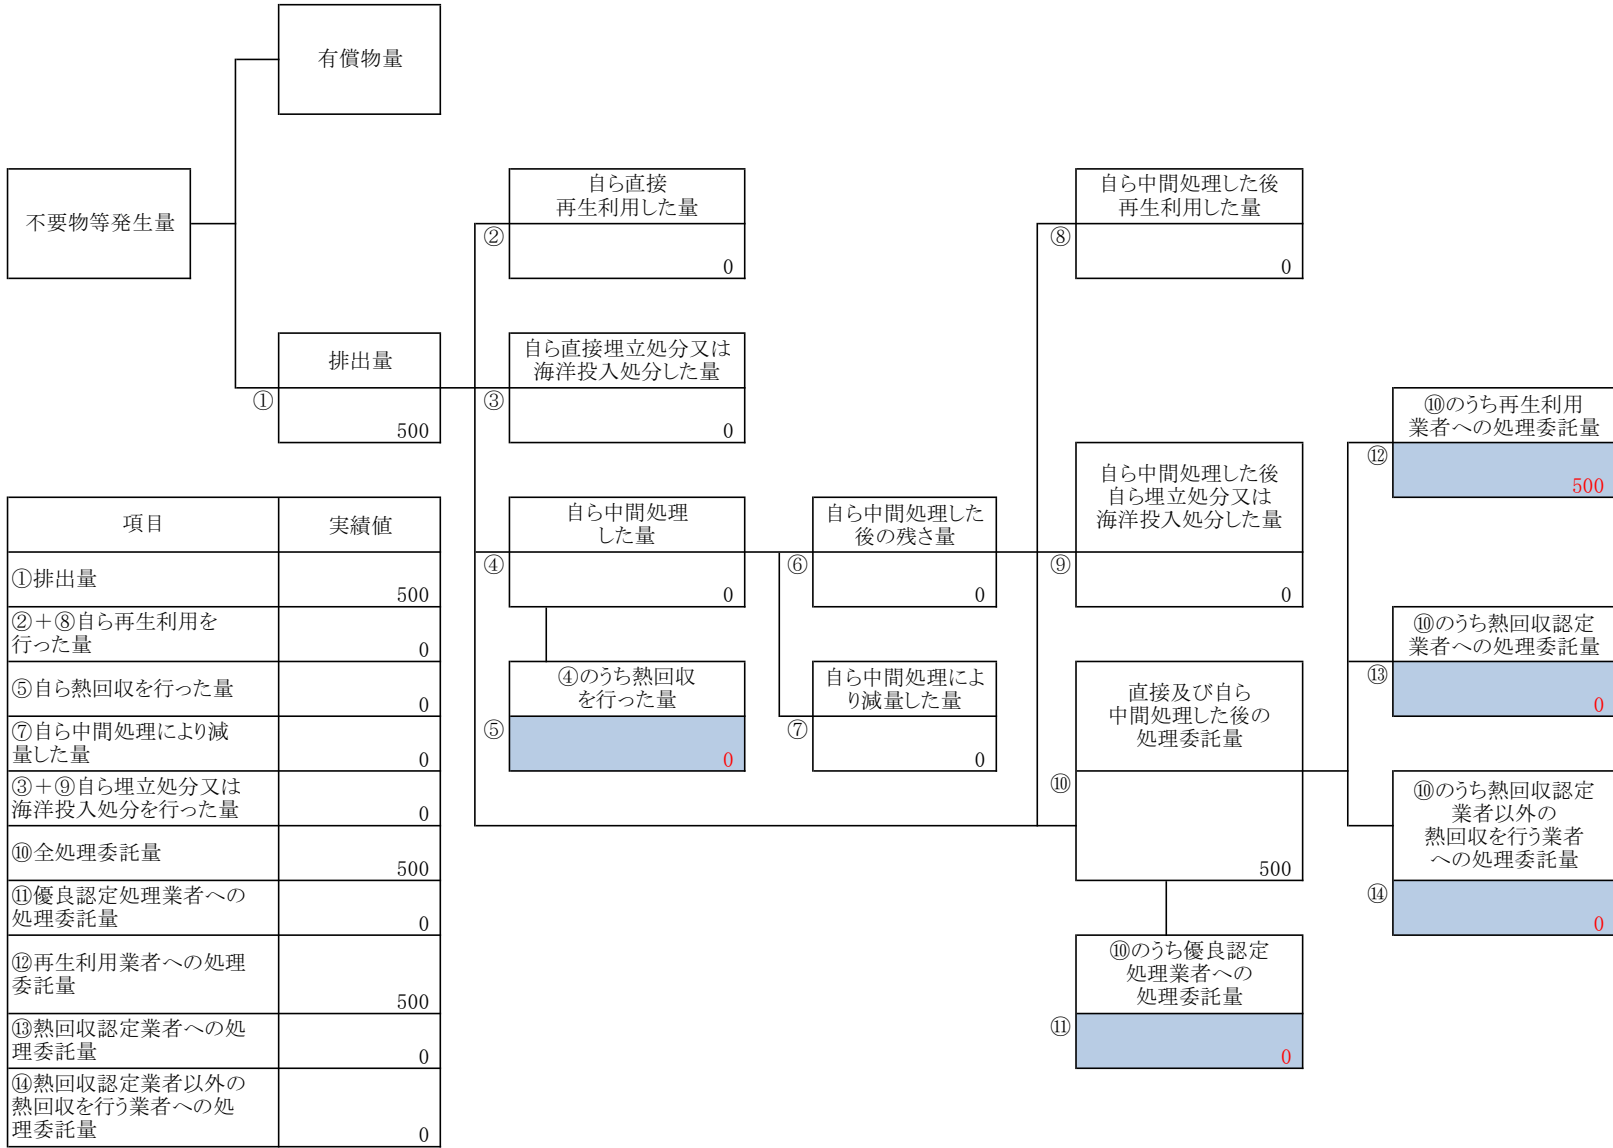 有償物量
不要物等発生量
自ら直接
再生利用した量
②
0
自ら中間処理した後
再生利用した量
⑧
0
排出量
①
500
自ら直接埋立処分又は
海洋投入処分した量
③
0
⑩のうち再生利用
業者への処理委託量
⑫
500
自ら中間処理した後
自ら埋立処分又は
海洋投入処分した量
⑨
0
自ら中間処理
した量
④
0
自ら中間処理した
後の残さ量
⑥
0
⑩のうち熱回収認定
業者への処理委託量
⑬
0
④のうち熱回収
を行った量
⑤
0
自ら中間処理によ
り減量した量
⑦
0
直接及び自ら
中間処理した後の
処理委託量
⑩
500
⑩のうち熱回収認定
業者以外の
熱回収を行う業者
への処理委託量
⑭
0
⑩のうち優良認定
処理業者への
処理委託量
⑪
0
項目 実績値
①排出量
500
②+⑧自ら再生利用を
行った量
0
⑤自ら熱回収を行った量
0
⑦自ら中間処理により減
量した量
0
③+⑨自ら埋立処分又は
海洋投入処分を行った量
0
⑩全処理委託量
500
⑪優良認定処理業者への
処理委託量
0
⑫再生利用業者への処理
委託量
500
⑬熱回収認定業者への処
理委託量
0
⑭熱回収認定業者以外の
熱回収を行う業者への処
理委託量
0